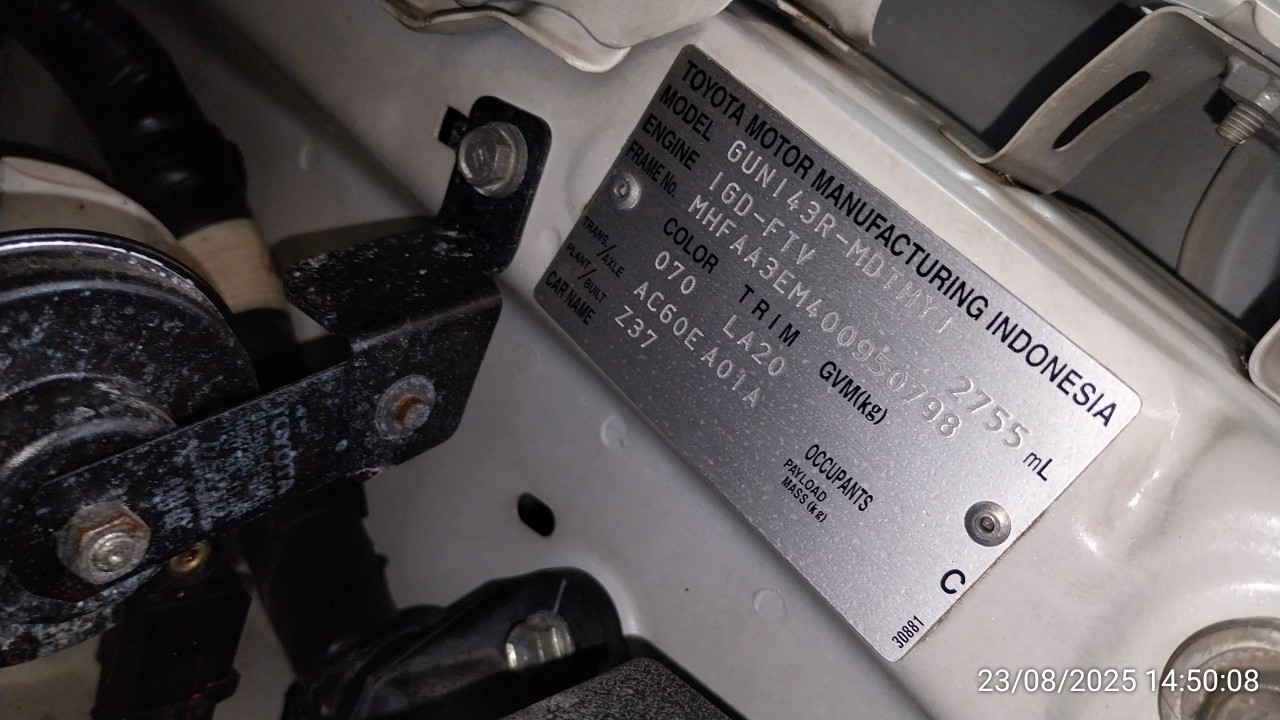 TOYOTA MOTOR MANUFACTURING INDONESIA
MODEL GUN143R-MDTMYT
ENGINE 1GD-FTV 2755 mL
FRAME No. MHFAA3EM400950798
COLOR TRIM GVM(kg)
070 LA20
TRANS/AXLE AC60E
PLANT/BUILT A01A
OCCUPANTS
PAYLOAD
MASS(kg)
CAR NAME Z37
C
30881
23/08/2025 14:50:08